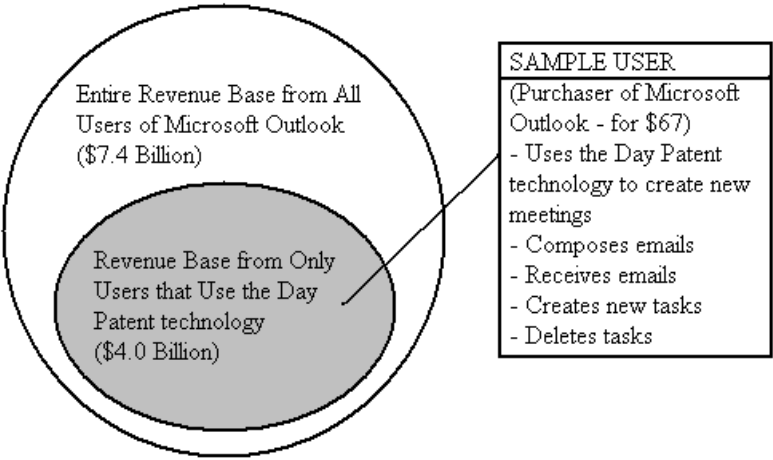 Entire Revenue Base from All
Users of Microsoft Outlook
($7.4 Billion)
Revenue Base from Only
Users that Use the Day
Patent technology
($4.0 Billion)
SAMPLE USER
(Purchaser of Microsoft
Outlook - for $67)
- Uses the Day Patent
technology to create new
meetings
- Composes emails
- Receives emails
- Creates new tasks
- Deletes tasks